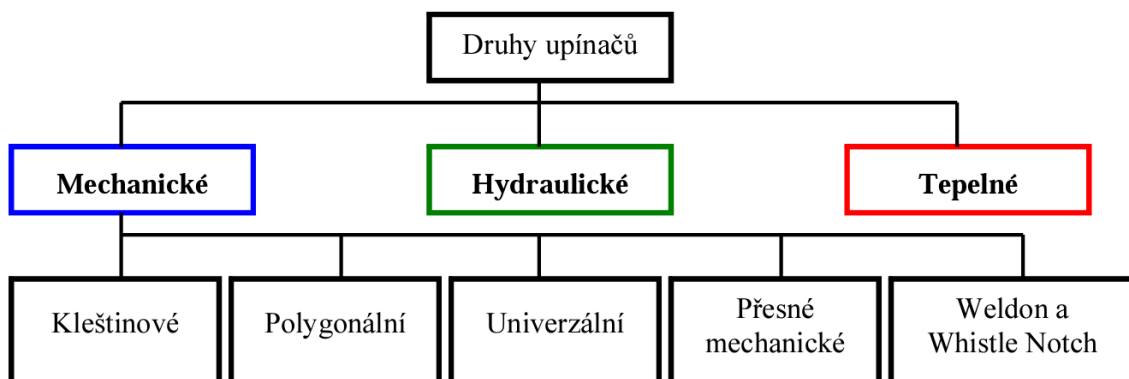 Druhy upínačů
Mechanické
Hydraulické
Tepelné
Kleštinové
Polygonální
Univerzální
Přesné
mechanické
Weldon a
Whistle Notch